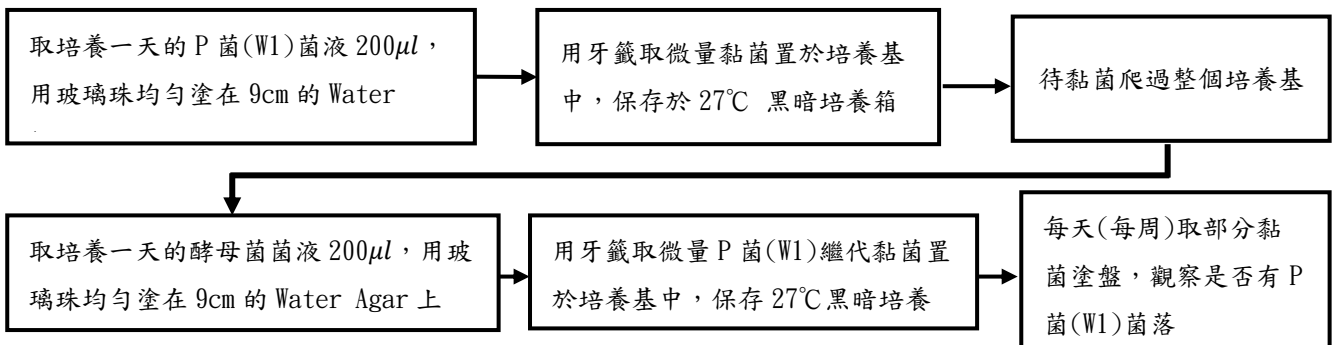 取培養一天的 P 菌(W1)菌液 200μl，
用玻璃珠均勻塗在 9cm 的 Water
用牙籤取微量黏菌置於培養基
中，保存於 27℃ 黑暗培養箱
待黏菌爬過整個培養基
取培養一天的酵母菌菌液 200μl，用玻
璃珠均勻塗在 9cm 的 Water Agar 上
用牙籤取微量 P 菌(W1)繼代黏菌置
於培養基中，保存 27℃黑暗培養
每天(每周)取部分黏
菌塗盤，觀察是否有 P
菌(W1)菌落